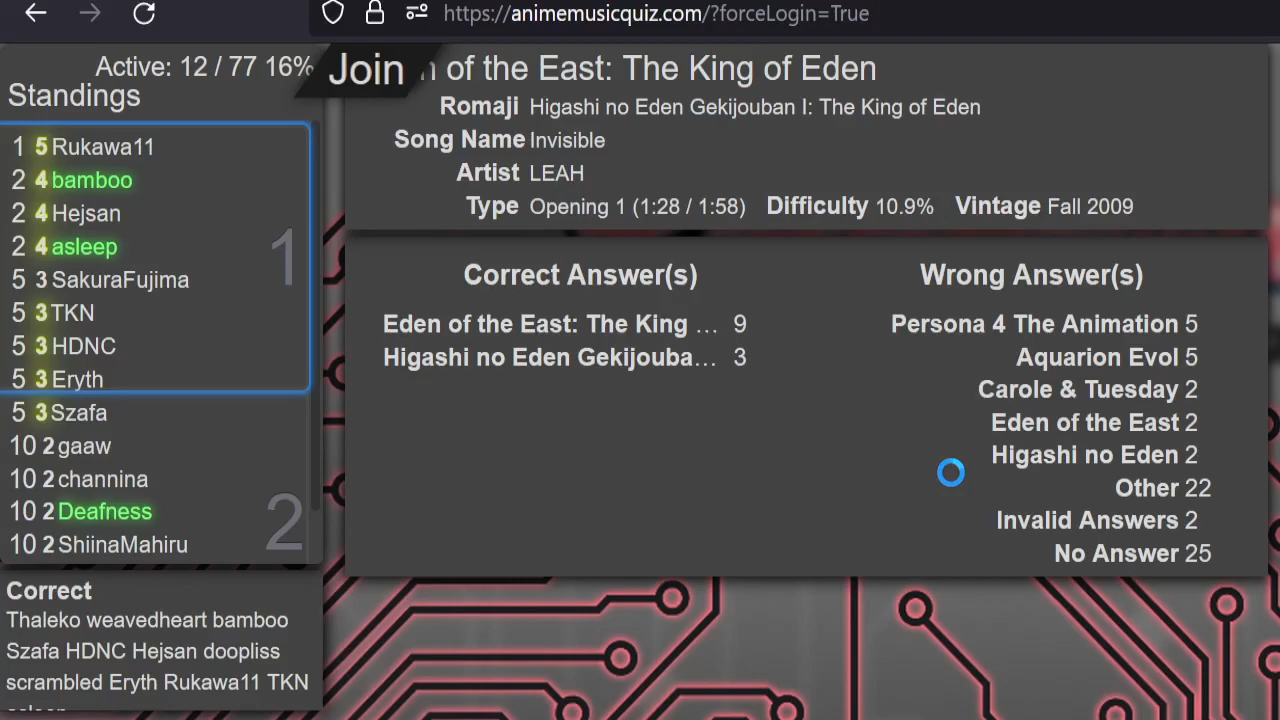 https://animemusicquiz.com/?forceLogin=True
Active: 12 / 77 16%
Standings
1 5 Rukawa11
2 4 bamboo
2 4 Hejsan
2 4 asleep
1
5 3 SakuraFujima
5 3 TKN
5 3 HDNC
5 3 Eryth
5 3 Szafa
10 2 gaaw
10 2 channina
10 2 Deafness
2
10 2 ShiinaMahiru
Correct
Thaleko weavedheart bamboo
Szafa HDNC Hejsan doopliss
scrambled Eryth Rukawa11 TKN
asleep
Join
n of the East: The King of Eden
Romaji Higashi no Eden Gekijouban I: The King of Eden
Song Name Invisible
Artist LEAH
Type Opening 1 (1:28 / 1:58) Difficulty 10.9% Vintage Fall 2009
Correct Answer(s)
Eden of the East: The King ... 9
Higashi no Eden Gekijouba... 3
Wrong Answer(s)
Persona 4 The Animation 5
Aquarion Evol 5
Carole & Tuesday 2
Eden of the East 2
Higashi no Eden 2
Other 22
Invalid Answers 2
No Answer 25